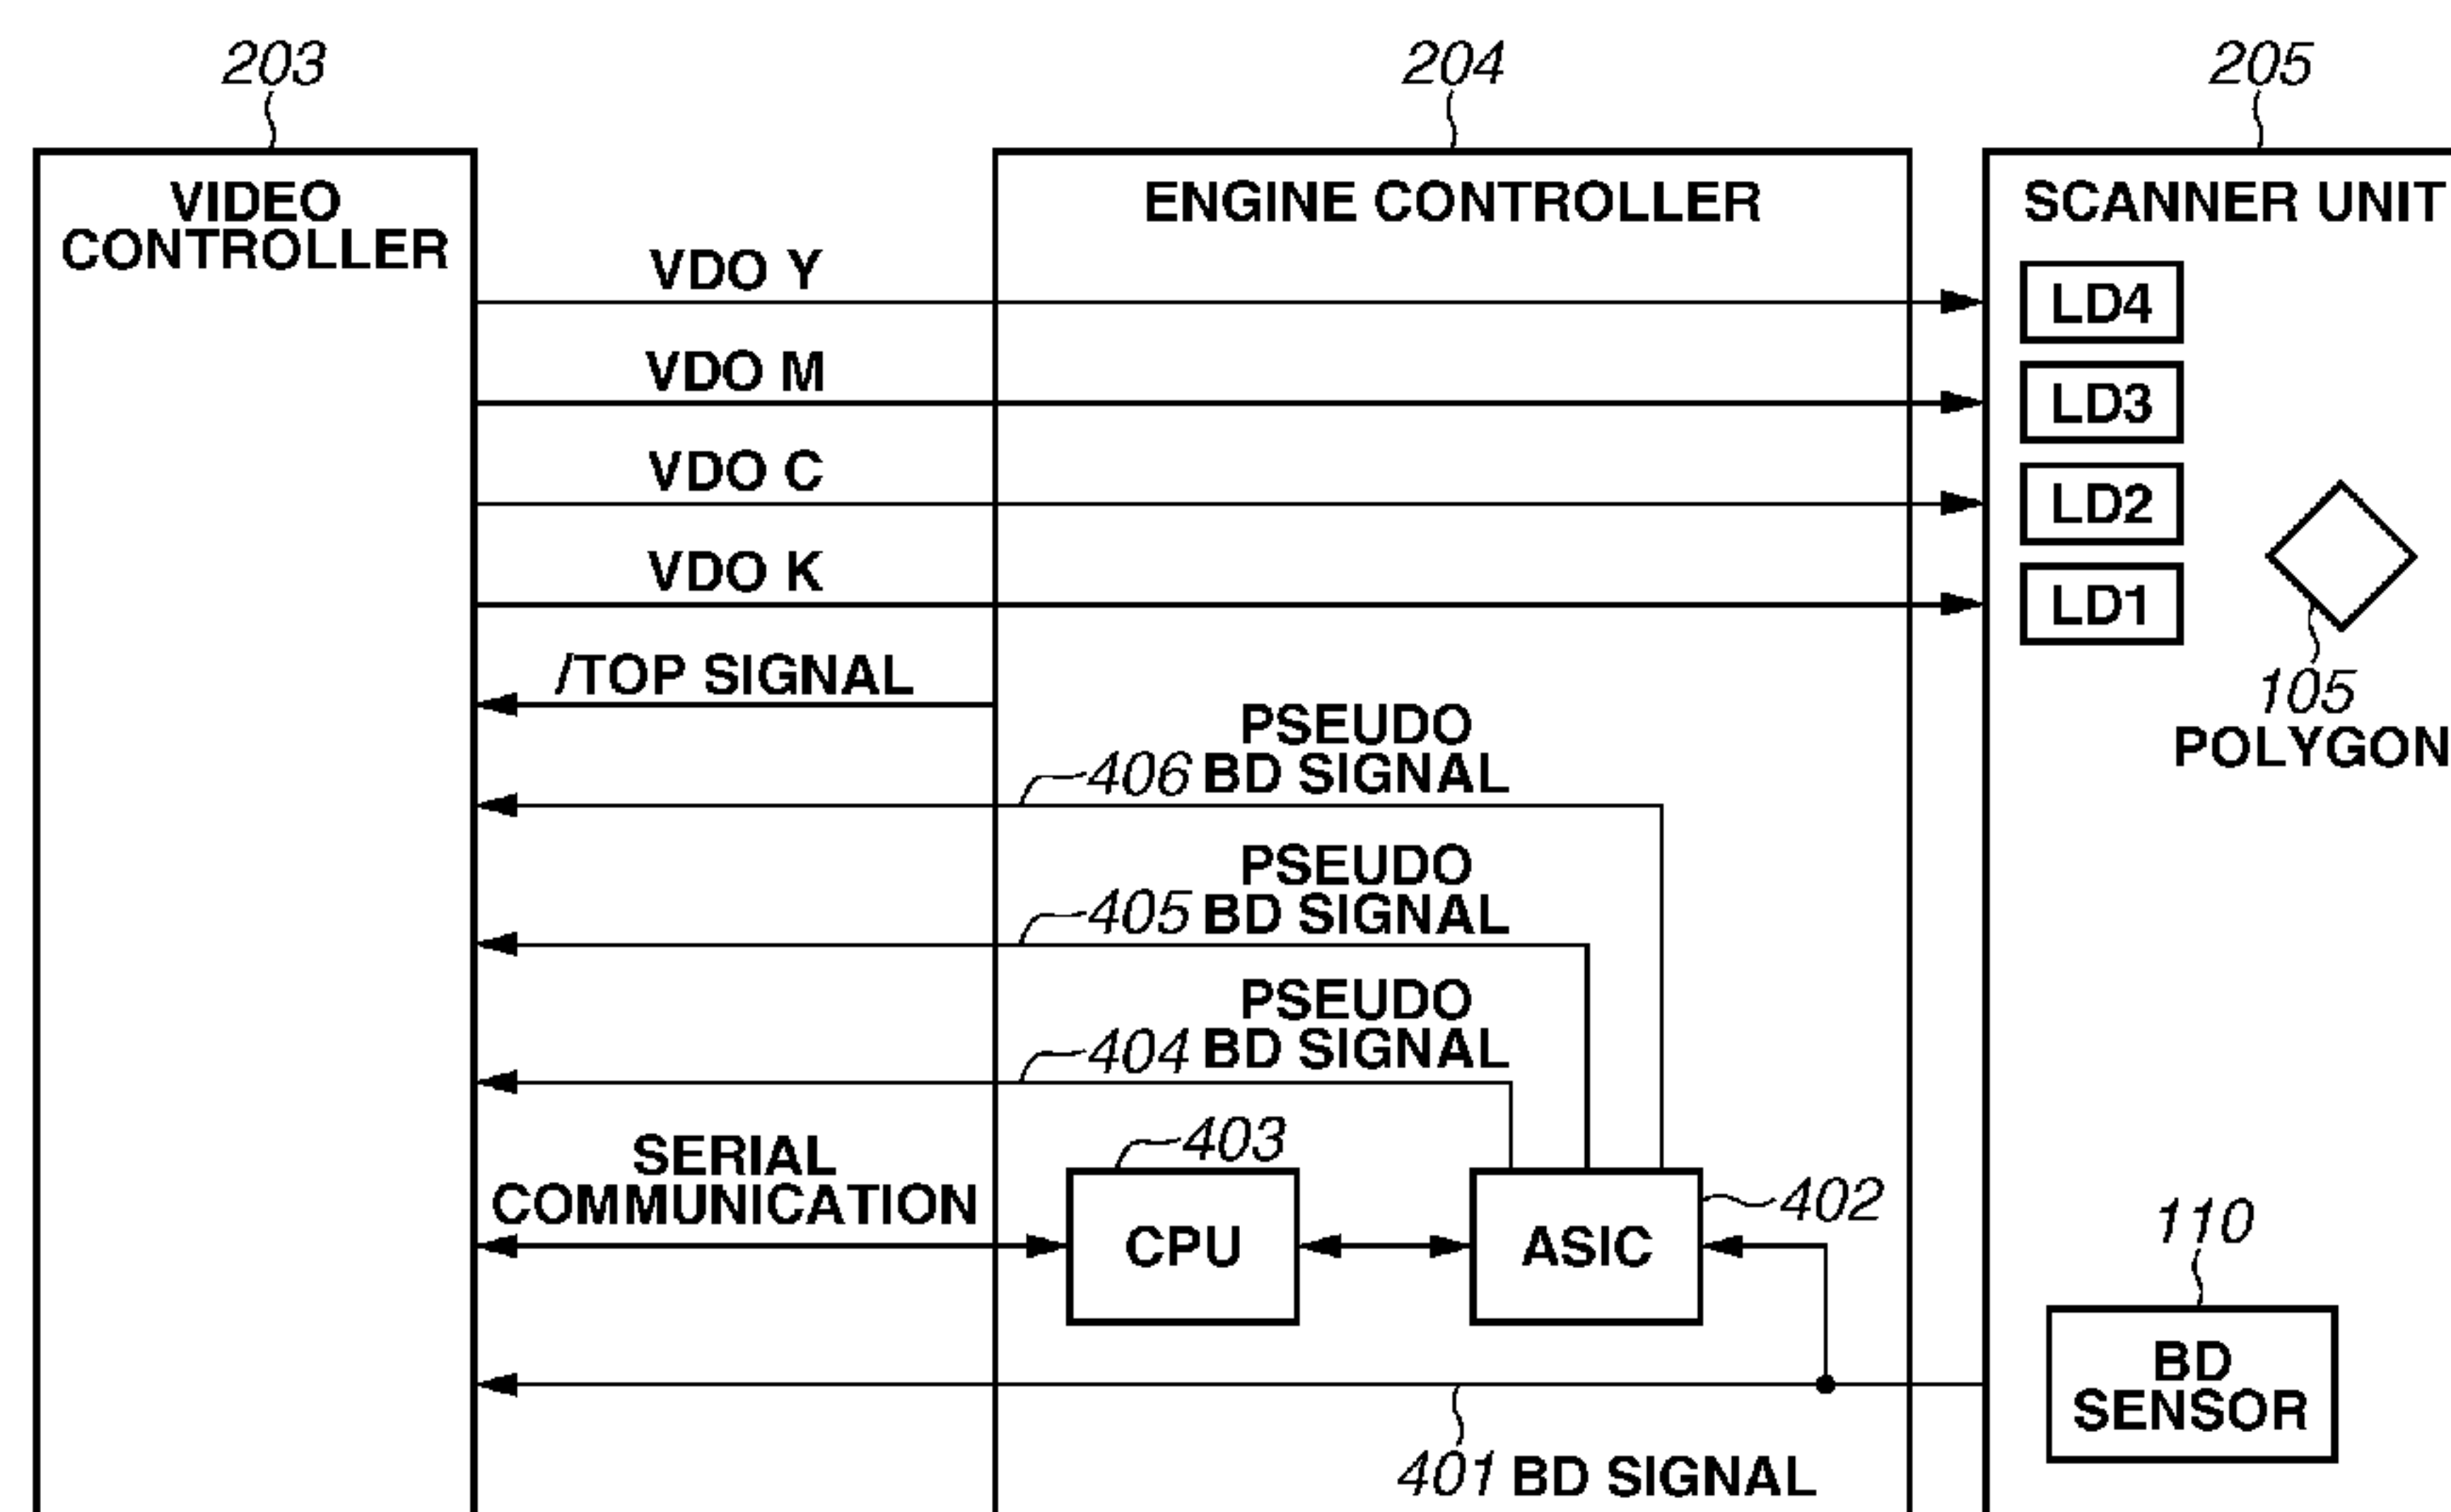 203
204
205
VIDEO
CONTROLLER
ENGINE CONTROLLER
SCANNER UNIT
VDO Y
LD4
VDO M
LD3
VDO C
LD2
VDO K
LD1
105
POLYGON
/TOP SIGNAL
PSEUDO
406 BD SIGNAL
PSEUDO
405 BD SIGNAL
PSEUDO
404 BD SIGNAL
SERIAL
COMMUNICATION
403
CPU
402
ASIC
110
BD
SENSOR
401 BD SIGNAL